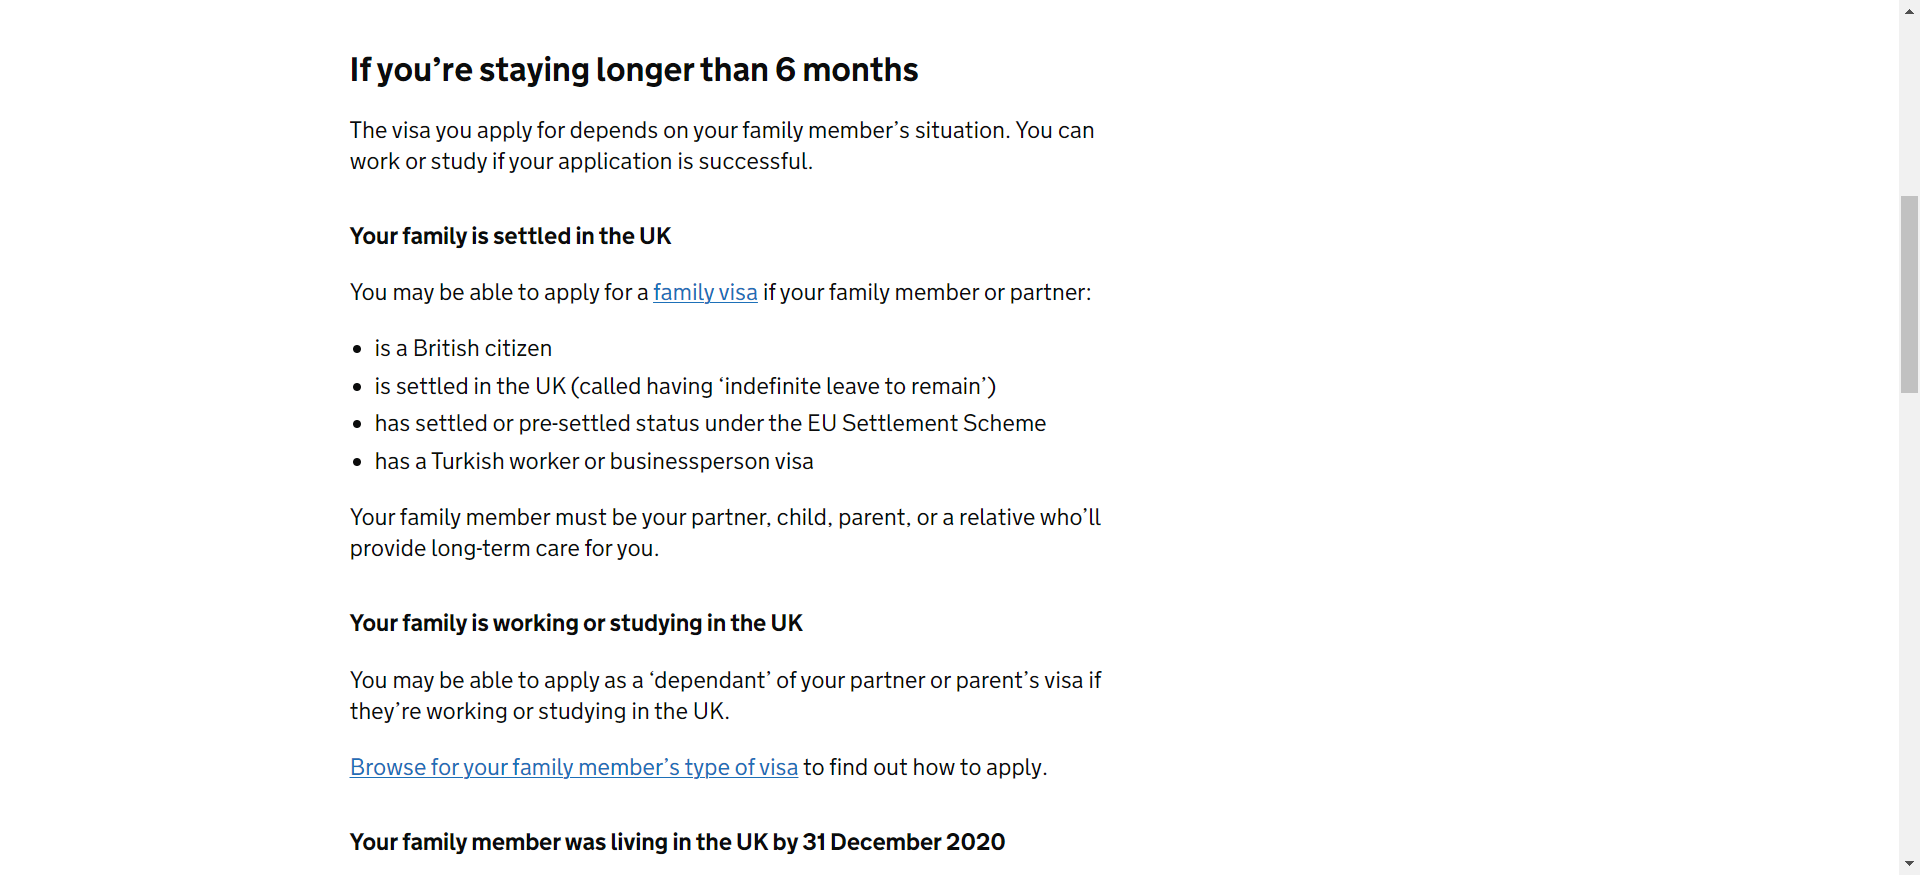 If you’re staying longer than 6 months
The visa you apply for depends on your family member’s situation. You can
work or study if your application is successful.
Your family is settled in the UK
You may be able to apply for a family visa if your family member or partner:
• is a British citizen
• is settled in the UK (called having ‘indefinite leave to remain’)
• has settled or pre-settled status under the EU Settlement Scheme
• has a Turkish worker or businessperson visa
Your family member must be your partner, child, parent, or a relative who’ll
provide long-term care for you.
Your family is working or studying in the UK
You may be able to apply as a ‘dependant’ of your partner or parent’s visa if
they’re working or studying in the UK.
Browse for your family member’s type of visa to find out how to apply.
Your family member was living in the UK by 31 December 2020